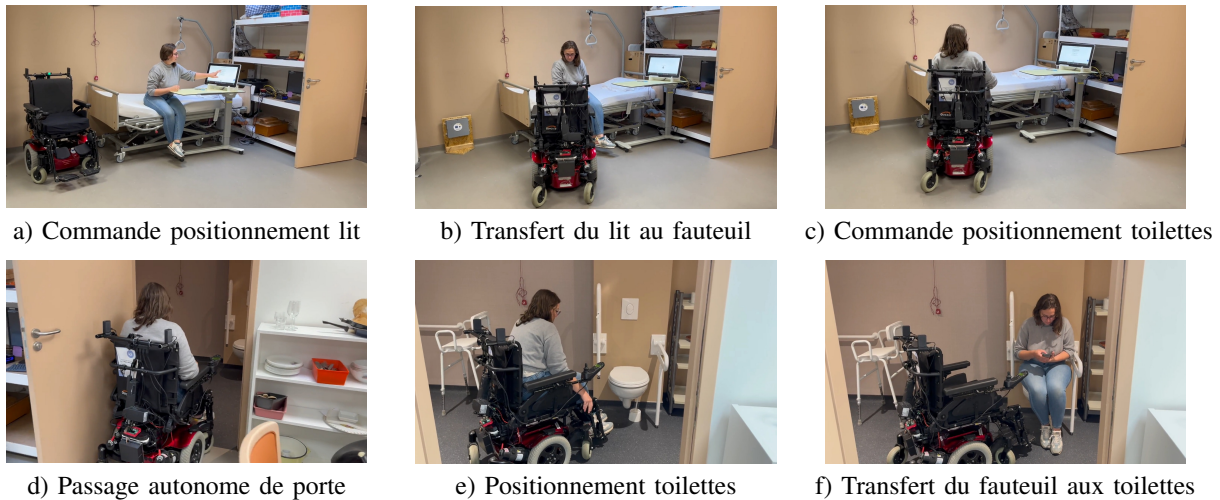 a) Commande positionnement lit
b) Transfert du lit au fauteuil
c) Commande positionnement toilettes
d) Passage autonome de porte
e) Positionnement toilettes
f) Transfert du fauteuil aux toilettes